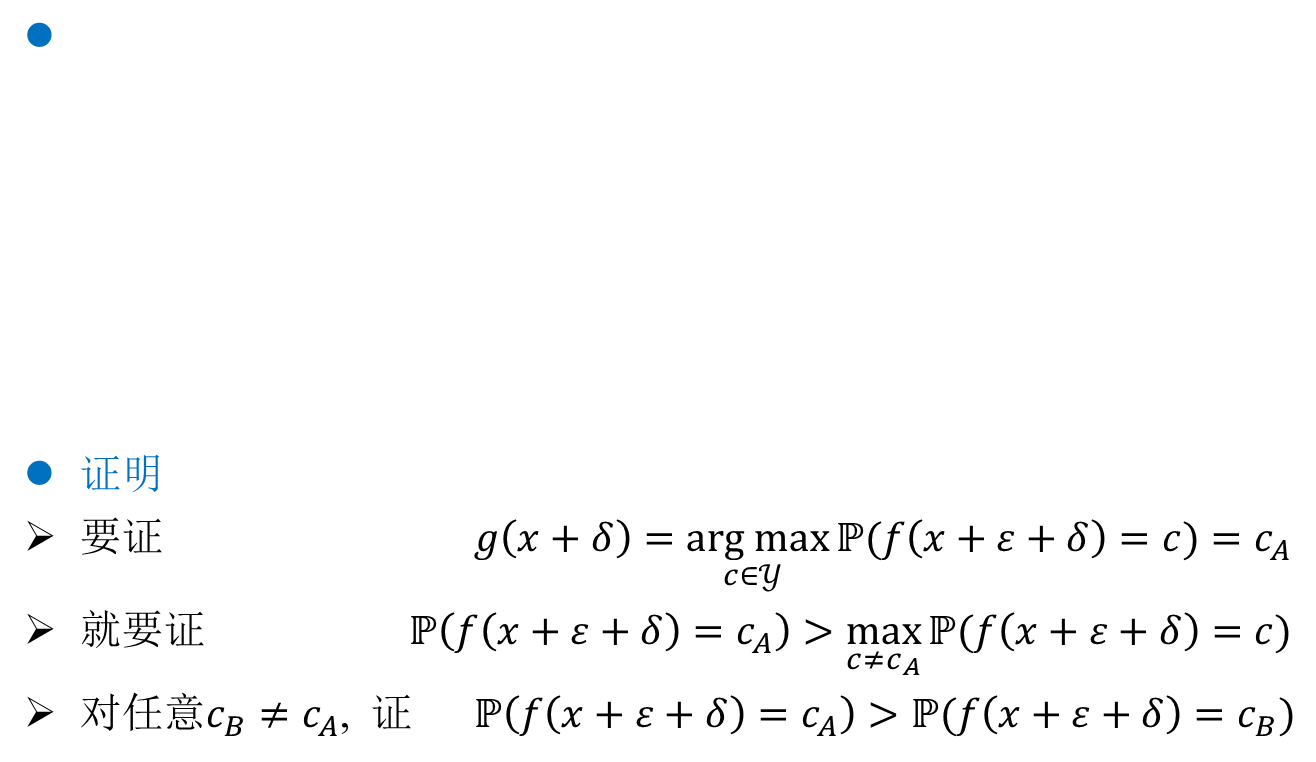 ●
● 证明
➢ 要证 g(x + δ) = arg max_{c∈𝒴} ℙ(f(x + ε + δ) = c) = c_A
➢ 就要证 ℙ(f(x + ε + δ) = c_A) > max_{c≠c_A} ℙ(f(x + ε + δ) = c)
➢ 对任意c_B ≠ c_A, 证 ℙ(f(x + ε + δ) = c_A) > ℙ(f(x + ε + δ) = c_B)